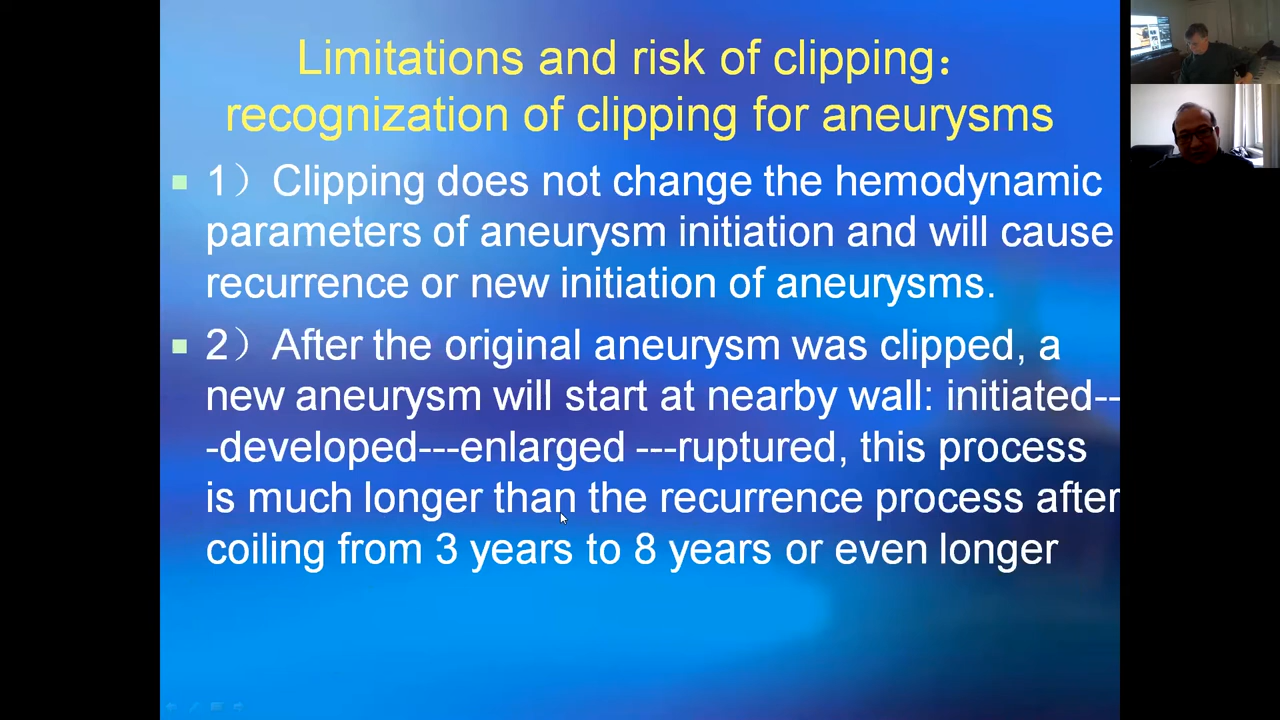 Limitations and risk of clipping：
recognization of clipping for aneurysms
1）Clipping does not change the hemodynamic
parameters of aneurysm initiation and will cause
recurrence or new initiation of aneurysms.
2）After the original aneurysm was clipped, a
new aneurysm will start at nearby wall: initiated--
-developed---enlarged ---ruptured, this process
is much longer than the recurrence process after
coiling from 3 years to 8 years or even longer